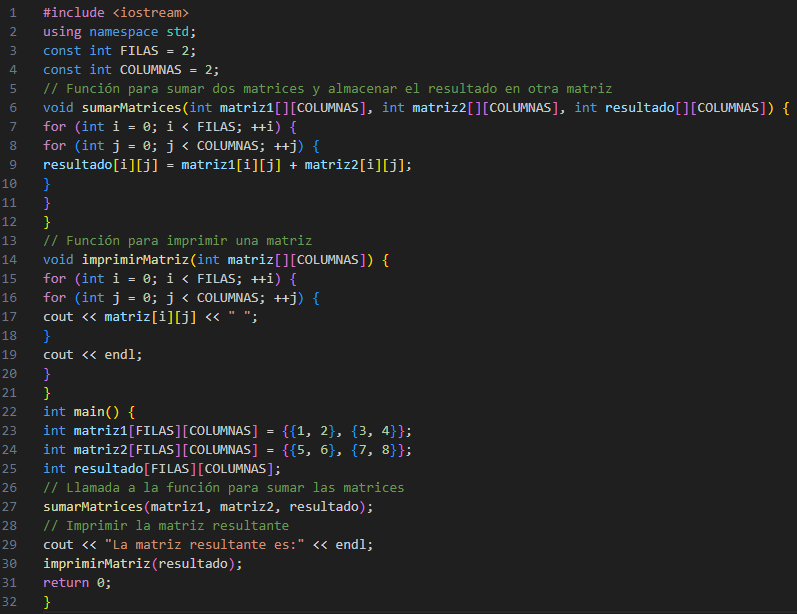 1 #include <iostream>
2 using namespace std;
3 const int FILAS = 2;
4 const int COLUMNAS = 2;
5 // Función para sumar dos matrices y almacenar el resultado en otra matriz
6 void sumarMatrices(int matriz1[][COLUMNAS], int matriz2[][COLUMNAS], int resultado[][COLUMNAS]) {
7 for (int i = 0; i < FILAS; ++i) {
8 for (int j = 0; j < COLUMNAS; ++j) {
9 resultado[i][j] = matriz1[i][j] + matriz2[i][j];
10 }
11 }
12 }
13 // Función para imprimir una matriz
14 void imprimirMatriz(int matriz[][COLUMNAS]) {
15 for (int i = 0; i < FILAS; ++i) {
16 for (int j = 0; j < COLUMNAS; ++j) {
17 cout << matriz[i][j] << " ";
18 }
19 cout << endl;
20 }
21 }
22 int main() {
23 int matriz1[FILAS][COLUMNAS] = {{1, 2}, {3, 4}};
24 int matriz2[FILAS][COLUMNAS] = {{5, 6}, {7, 8}};
25 int resultado[FILAS][COLUMNAS];
26 // Llamada a la función para sumar las matrices
27 sumarMatrices(matriz1, matriz2, resultado);
28 // Imprimir la matriz resultante
29 cout << "La matriz resultante es:" << endl;
30 imprimirMatriz(resultado);
31 return 0;
32 }